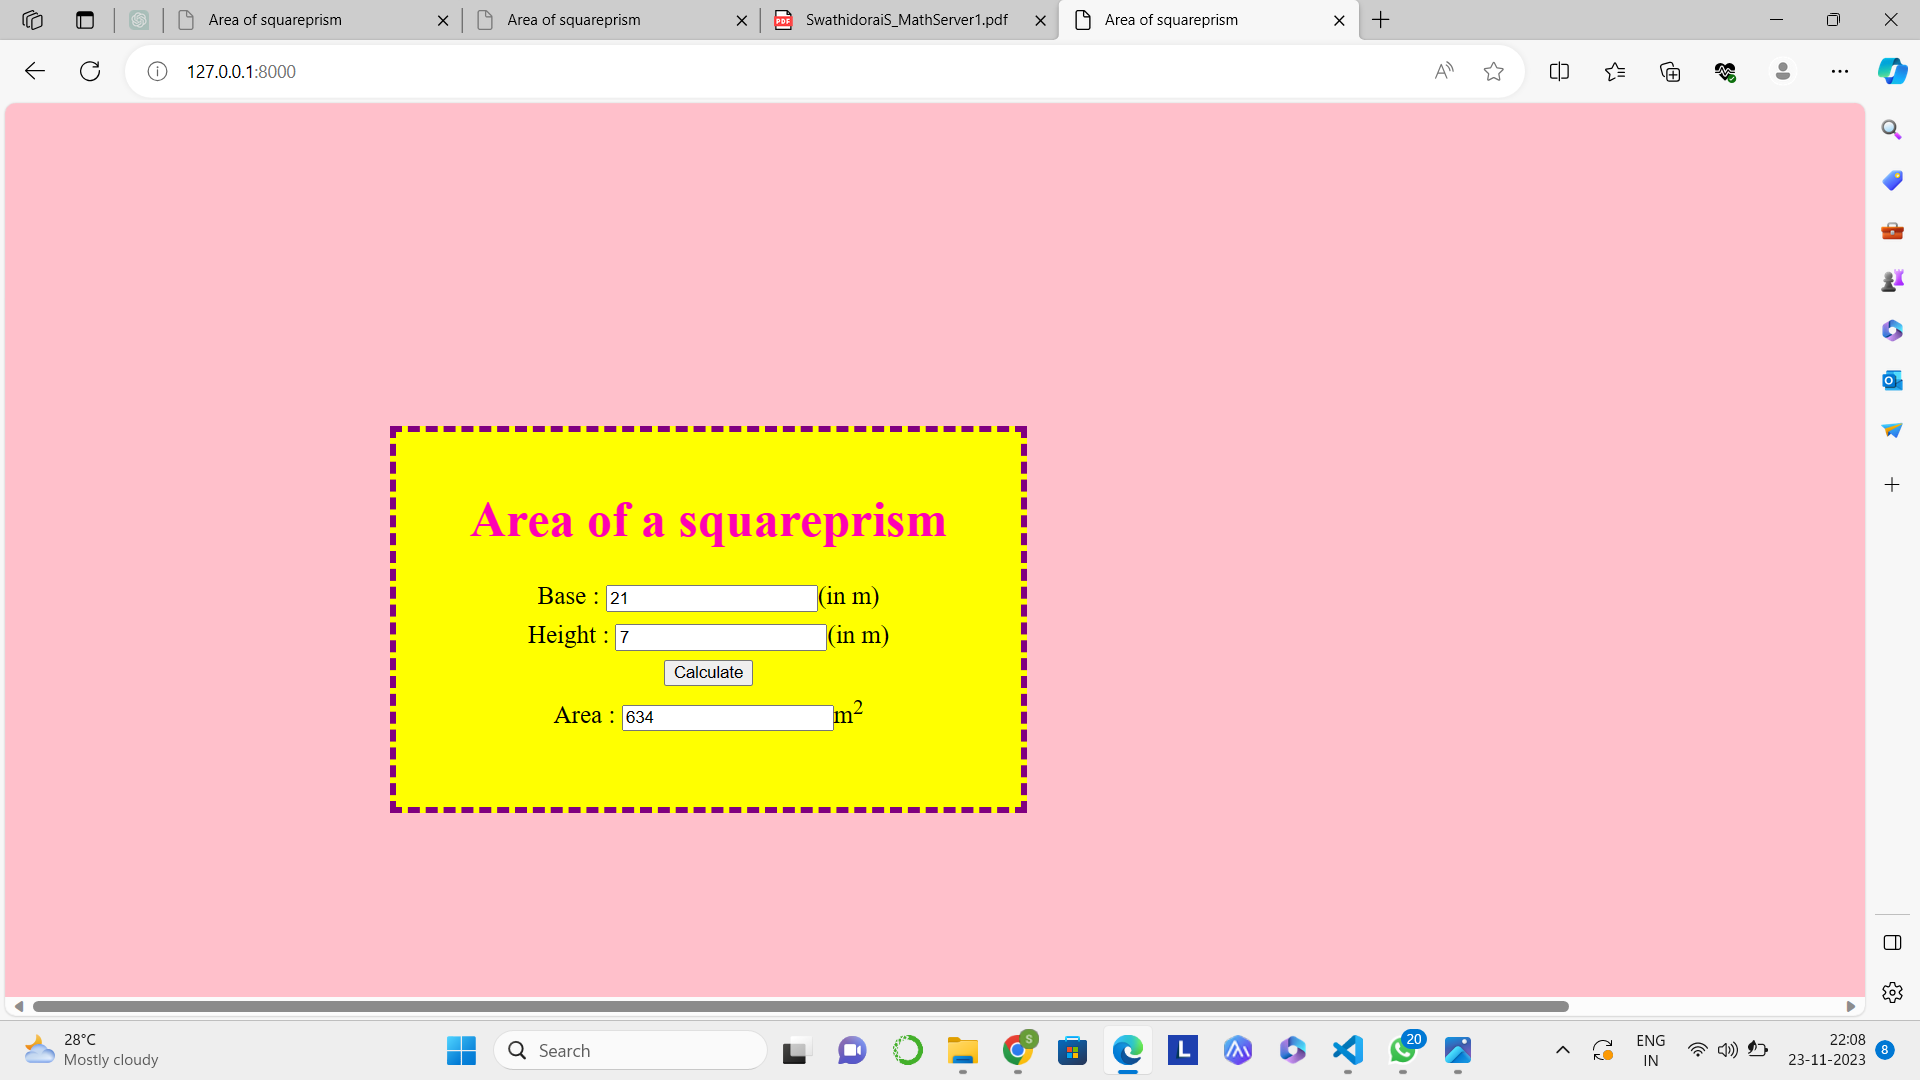 Area of squareprism
Area of squareprism
SwathidoraiS_MathServer1.pdf
Area of squareprism
127.0.0.1:8000
Area of a squareprism
Base : 21 (in m)
Height : 7 (in m)
Calculate
Area : 634 m²
28°C
Mostly cloudy
Search
S
L
20
ENG
IN
22:08
23-11-2023
8